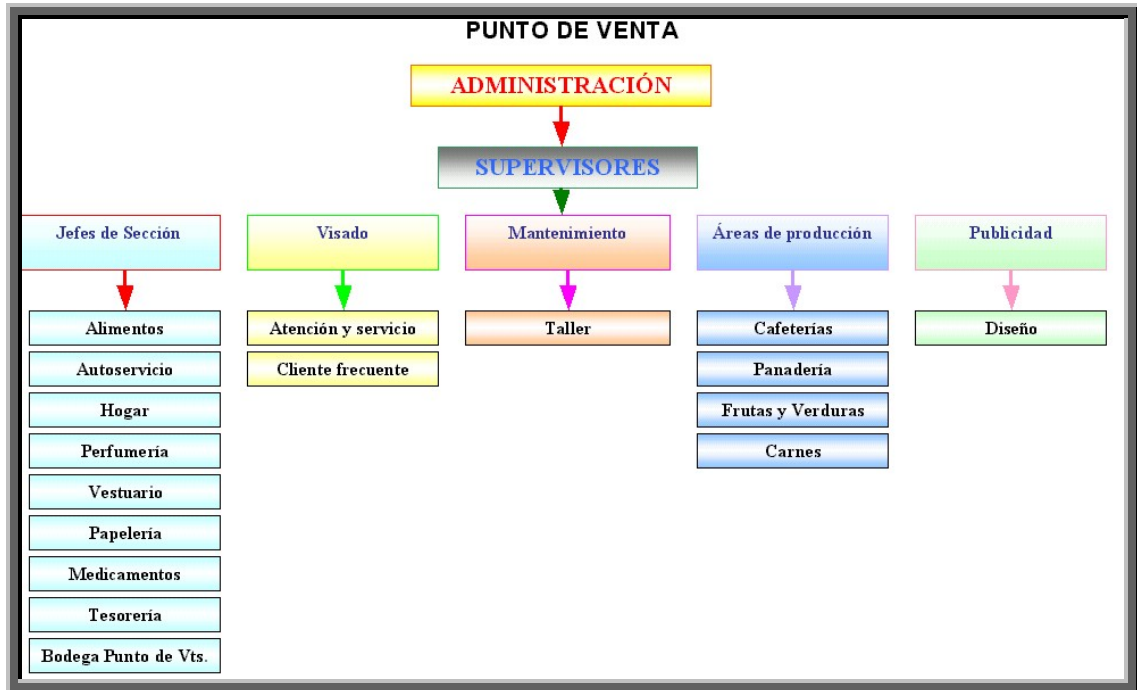 PUNTO DE VENTA
ADMINISTRACIÓN
SUPERVISORES
Jefes de Sección
Visado
Mantenimiento
Áreas de producción
Publicidad
Alimentos
Autoservicio
Hogar
Perfumería
Vestuario
Papelería
Medicamentos
Tesorería
Bodega Punto de Vts.
Atención y servicio
Cliente frecuente
Taller
Cafeterías
Panadería
Frutas y Verduras
Carnes
Diseño